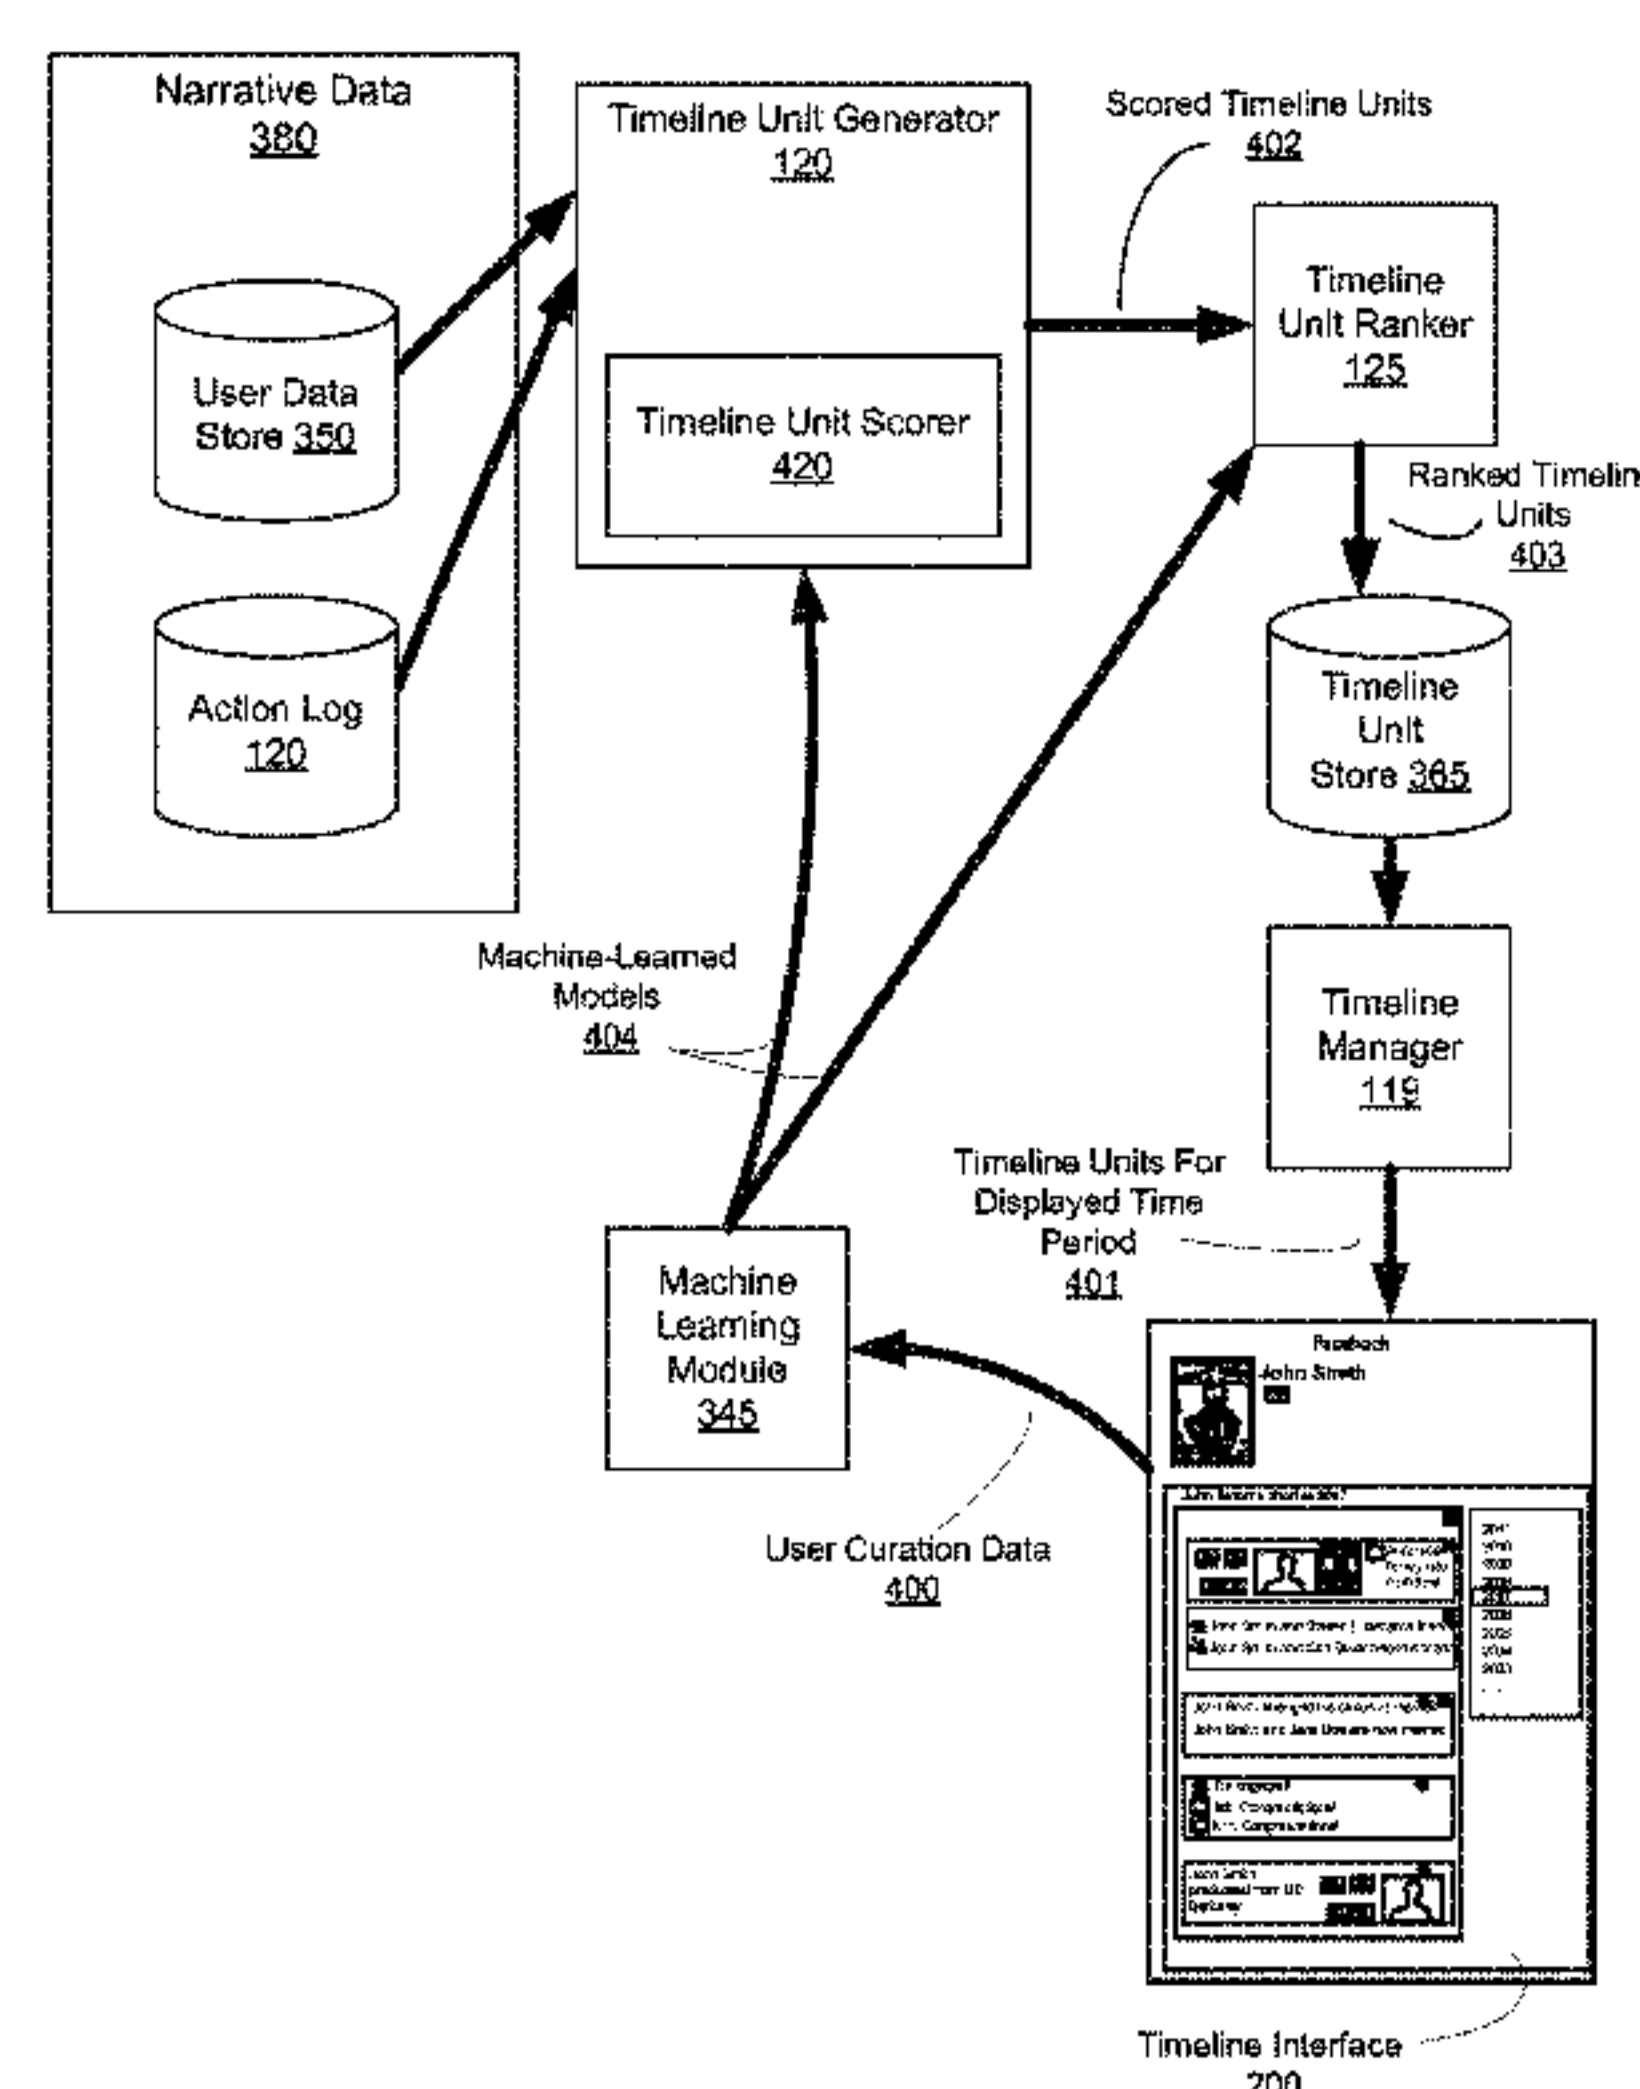 Narrative Data
380
User Data
Store 350
Action Log
120
Timeline Unit Generator
120
Timeline Unit Scorer
420
Scored Timeline Units
402
Timeline
Unit Ranker
125
Ranked Timelin
Units
403
Timeline
Unit
Store 365
Timeline
Manager
119
Machine-Learned
Models
404
Timeline Units For
Displayed Time
Period
401
Machine
Learning
Module
345
User Curation Data
400
Facebook
John Smith
Timeline Interface
200